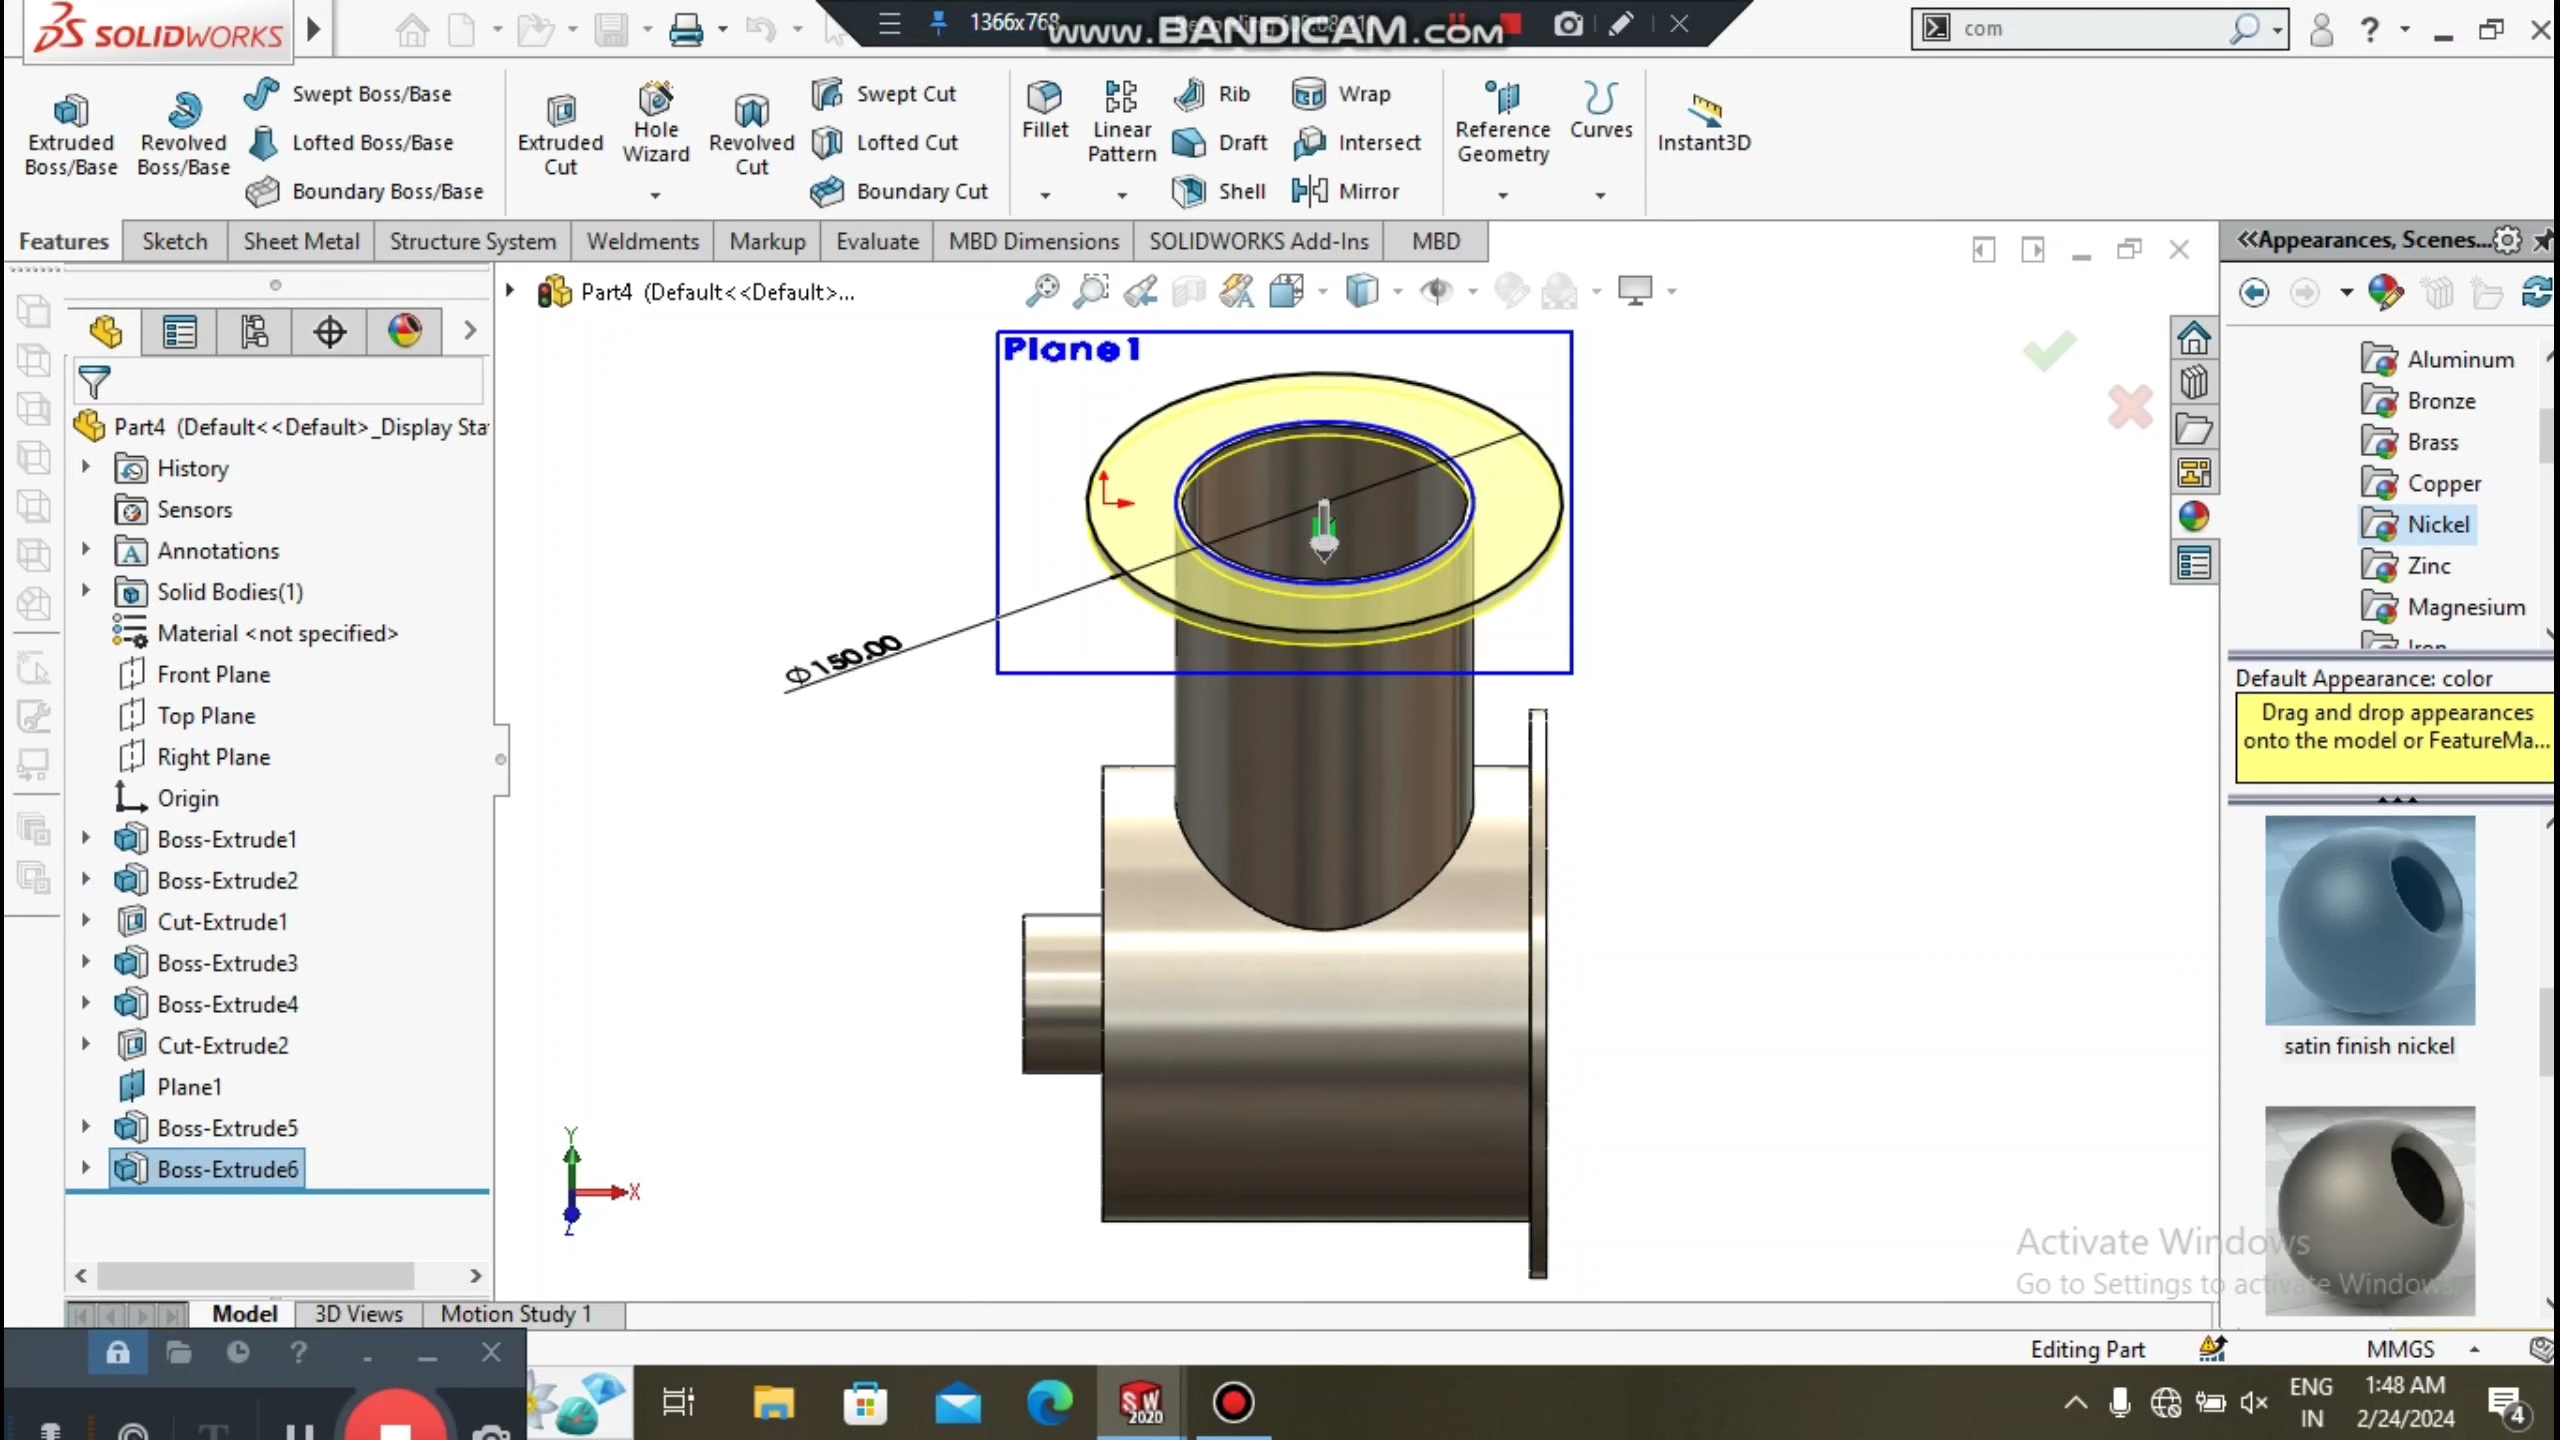 SOLIDWORKS
1366x768
www.BANDICAM.com
com
Extruded Boss/Base
Revolved Boss/Base
Swept Boss/Base
Lofted Boss/Base
Boundary Boss/Base
Extruded Cut
Hole Wizard
Revolved Cut
Swept Cut
Lofted Cut
Boundary Cut
Fillet
Linear Pattern
Rib
Draft
Shell
Wrap
Intersect
Mirror
Reference Geometry
Curves
Instant3D
Features
Sketch
Sheet Metal
Structure System
Weldments
Markup
Evaluate
MBD Dimensions
SOLIDWORKS Add-Ins
MBD
Appearances, Scenes...
Part4 (Default<<Default>...
Part4 (Default<<Default>_Display Sta
History
Sensors
Annotations
Solid Bodies(1)
Material <not specified>
Front Plane
Top Plane
Right Plane
Origin
Boss-Extrude1
Boss-Extrude2
Cut-Extrude1
Boss-Extrude3
Boss-Extrude4
Cut-Extrude2
Plane1
Boss-Extrude5
Boss-Extrude6
Plane1
Φ150.00
Y
X
Z
Aluminum
Bronze
Brass
Copper
Nickel
Zinc
Magnesium
Iron
Default Appearance: color
Drag and drop appearances
onto the model or FeatureMa...
satin finish nickel
Activate Windows
Go to Settings to activate Windows.
Model
3D Views
Motion Study 1
Editing Part
MMGS
SW
2020
ENG
IN
1:48 AM
2/24/2024
4